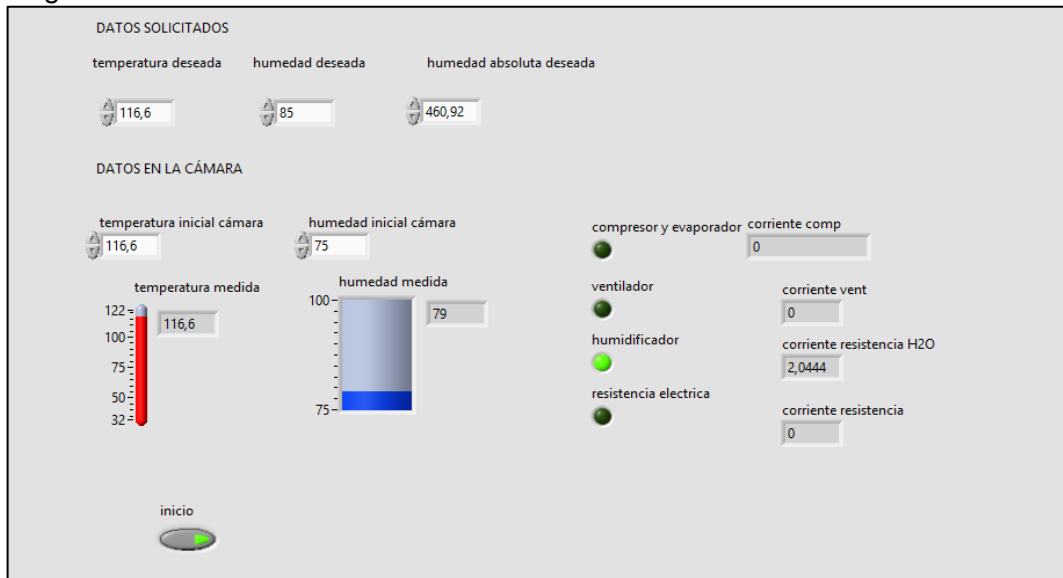 DATOS SOLICITADOS
temperatura deseada humedad deseada humedad absoluta deseada
116,6 85 460,92
DATOS EN LA CÁMARA
temperatura inicial cámara humedad inicial cámara
116,6 75
compresor y evaporador corriente comp
0
temperatura medida humedad medida
122
100
75
50
32
116,6
100
75
79
ventilador corriente vent
0
humidificador corriente resistencia H2O
2,0444
resistencia electrica corriente resistencia
0
inicio